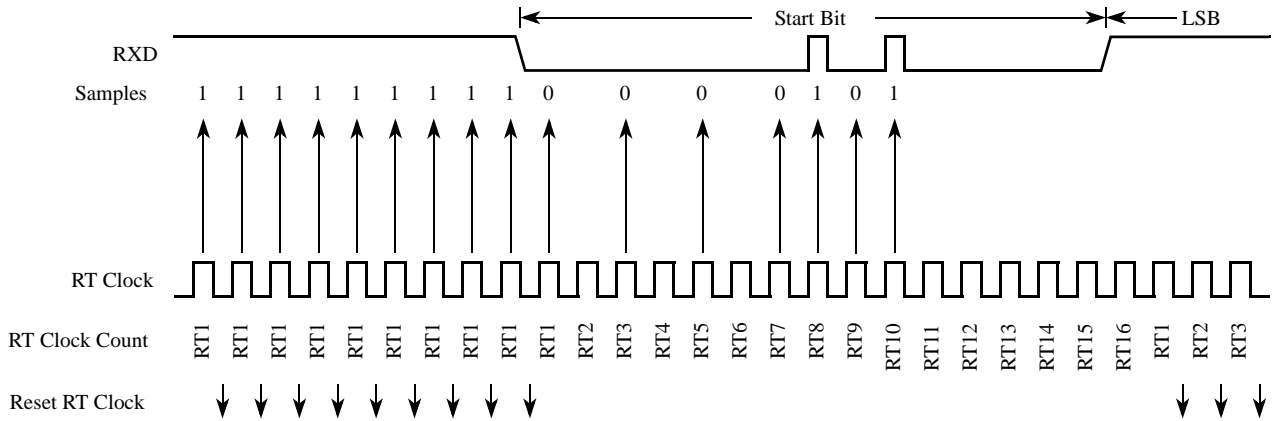 Start Bit LSB
RXD
Samples 1 1 1 1 1 1 1 1 1 0 0 0 0 1 0 1
RT Clock
RT Clock Count RT1 RT1 RT1 RT1 RT1 RT1 RT1 RT1 RT1 RT1 RT2 RT3 RT4 RT5 RT6 RT7 RT8 RT9 RT10 RT11 RT12 RT13 RT14 RT15 RT16 RT1 RT2 RT3
Reset RT Clock